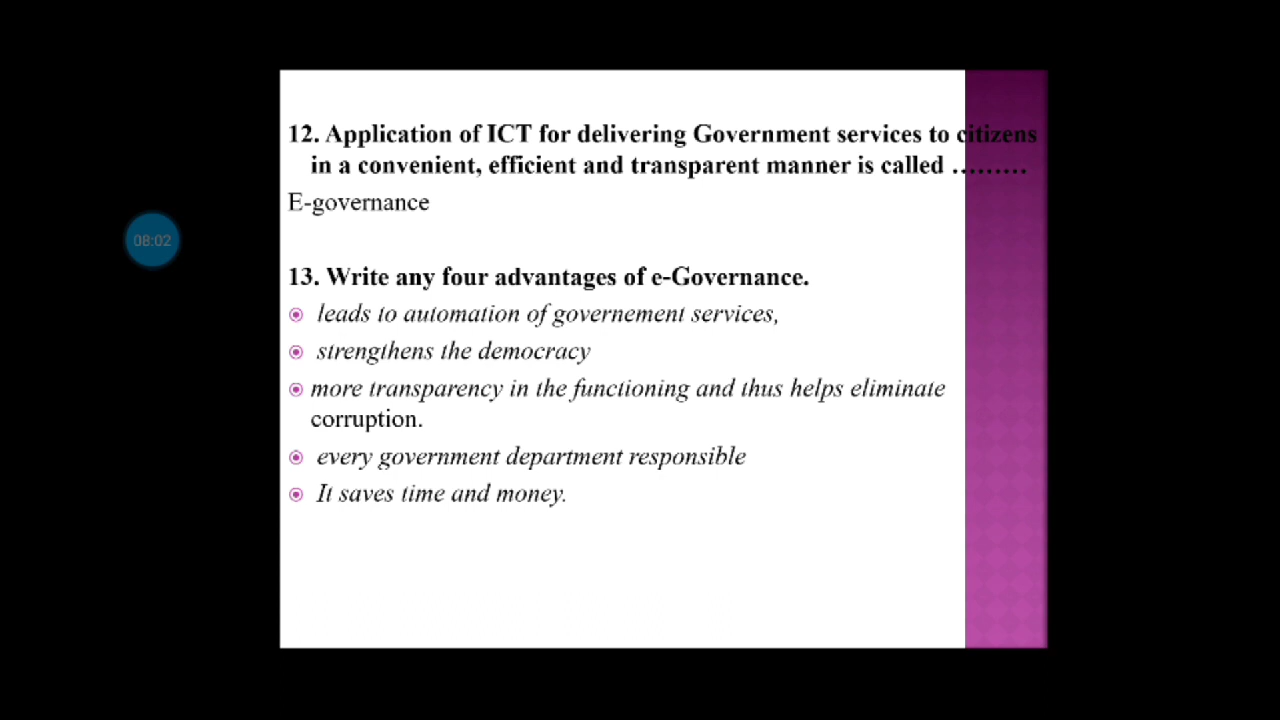 12. Application of ICT for delivering Government services to citizens
in a convenient, efficient and transparent manner is called ………
E-governance
08:02
13. Write any four advantages of e-Governance.
leads to automation of governement services,
strengthens the democracy
more transparency in the functioning and thus helps eliminate
corruption.
every government department responsible
It saves time and money.